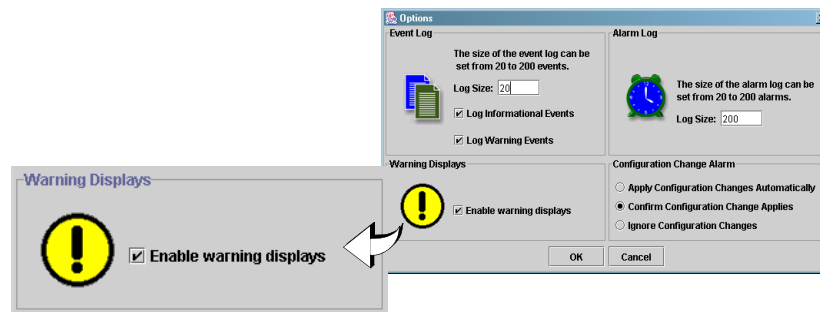 Options
Event Log
The size of the event log can be
set from 20 to 200 events.
Log Size: 20
Log Informational Events
Log Warning Events
Alarm Log
The size of the alarm log can be
set from 20 to 200 alarms.
Log Size: 200
Warning Displays
Enable warning displays
Configuration Change Alarm
Apply Configuration Changes Automatically
Confirm Configuration Change Applies
Ignore Configuration Changes
OK
Cancel
Warning Displays
Enable warning displays